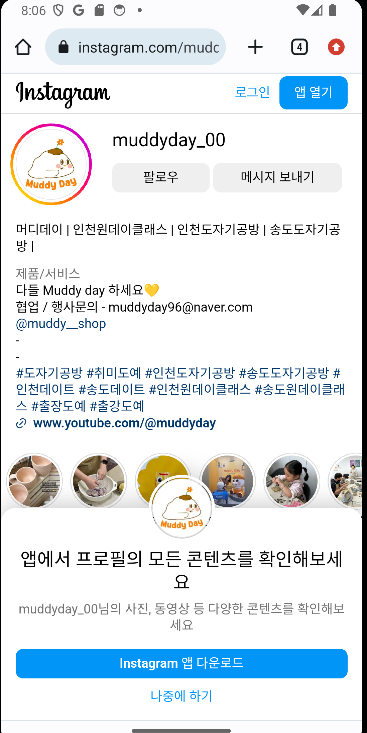 8:06
instagram.com/mudc
4
Instagram
로그인
앱 열기
muddyday_00
Muddy Day
팔로우
메시지 보내기
머디데이 | 인천원데이클래스 | 인천도자기공방 | 송도도자기공
방 |
제품/서비스
다들 Muddy day 하세요💛
협업 / 행사문의 - muddyday96@naver.com
@muddy__shop
-
-
#도자기공방 #취미도예 #인천도자기공방 #송도도자기공방 #
인천데이트 #송도데이트 #인천원데이클래스 #송도원데이클래
스 #출장도예 #출강도예
www.youtube.com/@muddyday
Muddy Day
앱에서 프로필의 모든 콘텐츠를 확인해보세
요
muddyday_00님의 사진, 동영상 등 다양한 콘텐츠를 확인해보
세요
Instagram 앱 다운로드
나중에 하기